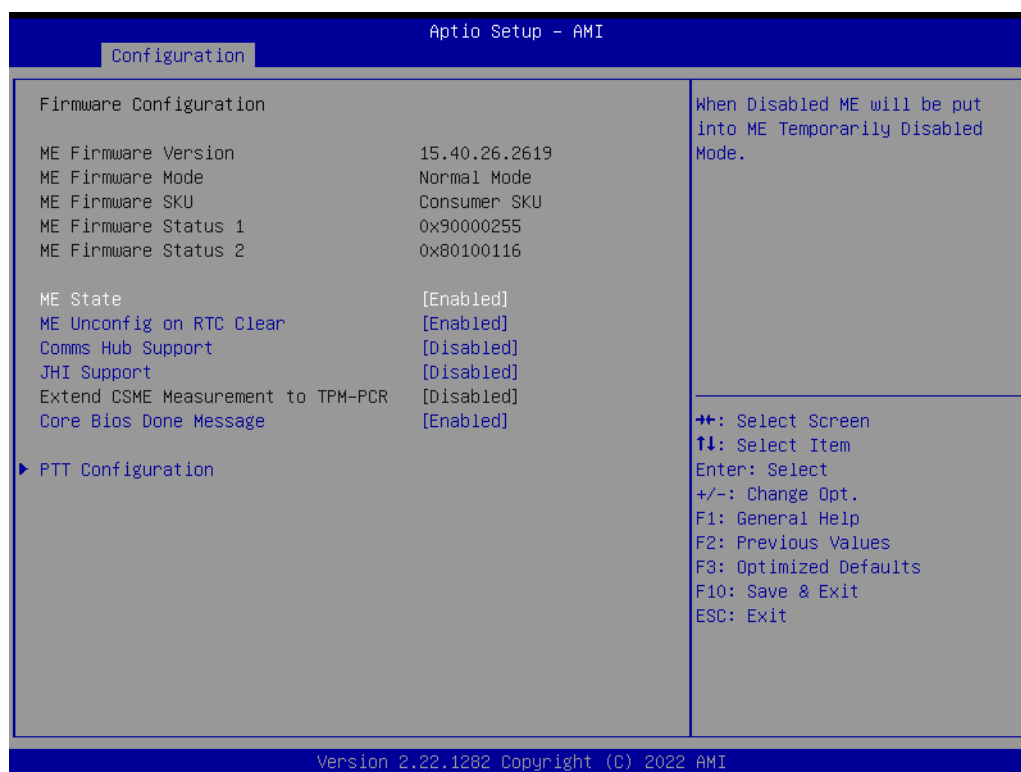 Aptio Setup – AMI
Configuration
Firmware Configuration
ME Firmware Version 15.40.26.2619
ME Firmware Mode Normal Mode
ME Firmware SKU Consumer SKU
ME Firmware Status 1 0x90000255
ME Firmware Status 2 0x80100116
ME State [Enabled]
ME Unconfig on RTC Clear [Enabled]
Comms Hub Support [Disabled]
JHI Support [Disabled]
Extend CSME Measurement to TPM-PCR [Disabled]
Core Bios Done Message [Enabled]
PTT Configuration
When Disabled ME will be put
into ME Temporarily Disabled
Mode.
→←: Select Screen
↑↓: Select Item
Enter: Select
+/-: Change Opt.
F1: General Help
F2: Previous Values
F3: Optimized Defaults
F10: Save & Exit
ESC: Exit
Version 2.22.1282 Copyright (C) 2022 AMI